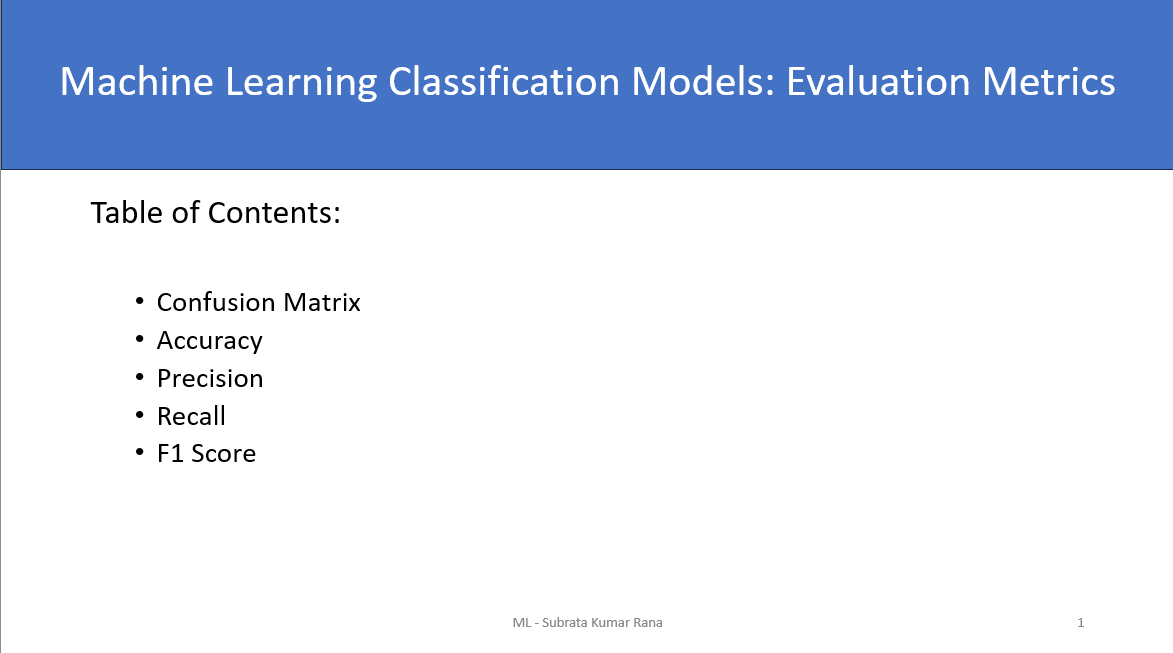 Machine Learning Classification Models: Evaluation Metrics
Table of Contents:
• Confusion Matrix
• Accuracy
• Precision
• Recall
• F1 Score
ML - Subrata Kumar Rana
1